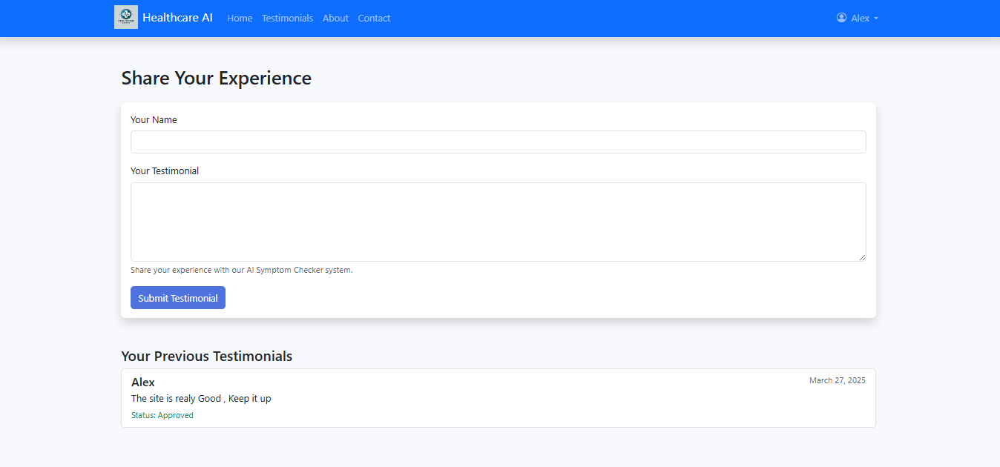 Healthcare AI Home Testimonials About Contact Alex
Share Your Experience
Your Name
Your Testimonial
Share your experience with our AI Symptom Checker system.
Submit Testimonial
Your Previous Testimonials
Alex March 27, 2025
The site is realy Good , Keep it up
Status: Approved